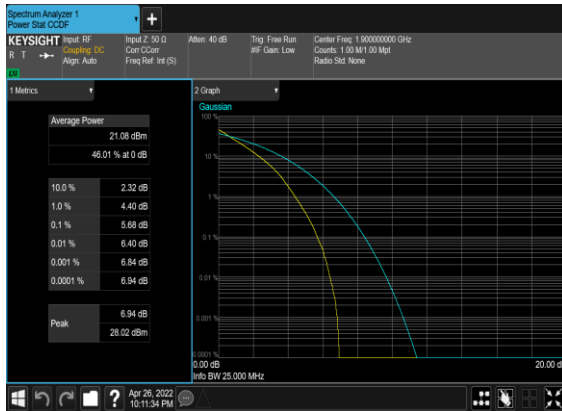 Spectrum Analyzer 1
Power Stat CCDF
KEYSIGHT
R T
Input: RF
Coupling: DC
Align: Auto
Input Z: 50 Ω
Corr CCorr
Freq Ref: Int (S)
Atten: 40 dB
Trig: Free Run
#IF Gain: Low
Center Freq: 1.900000000 GHz
Counts: 1.00 M/1.00 Mpt
Radio Std: None
1 Metrics
Average Power
21.08 dBm
46.01 % at 0 dB
10.0 % 2.32 dB
1.0 % 4.40 dB
0.1 % 5.68 dB
0.01 % 6.40 dB
0.001 % 6.84 dB
0.0001 % 6.94 dB
Peak
6.94 dB
28.02 dBm
2 Graph
Gaussian
100 %
10 %
1 %
0.1 %
0.01 %
0.001 %
0.0001 %
0.00 dB
20.00 d
Info BW 25.000 MHz
?
Apr 26, 2022
10:11:34 PM